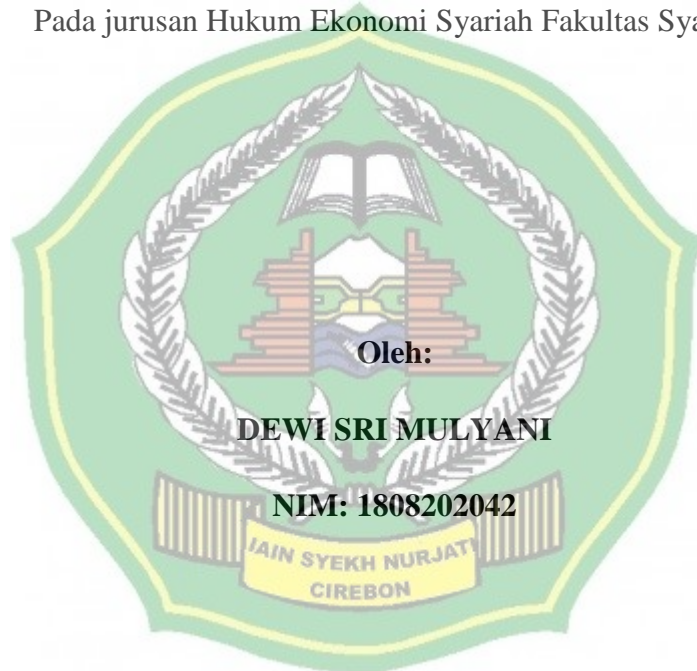 Pada jurusan Hukum Ekonomi Syariah Fakultas Sya
Oleh:
DEWI SRI MULYANI
NIM: 1808202042
IAIN SYEKH NURJATI
CIREBON